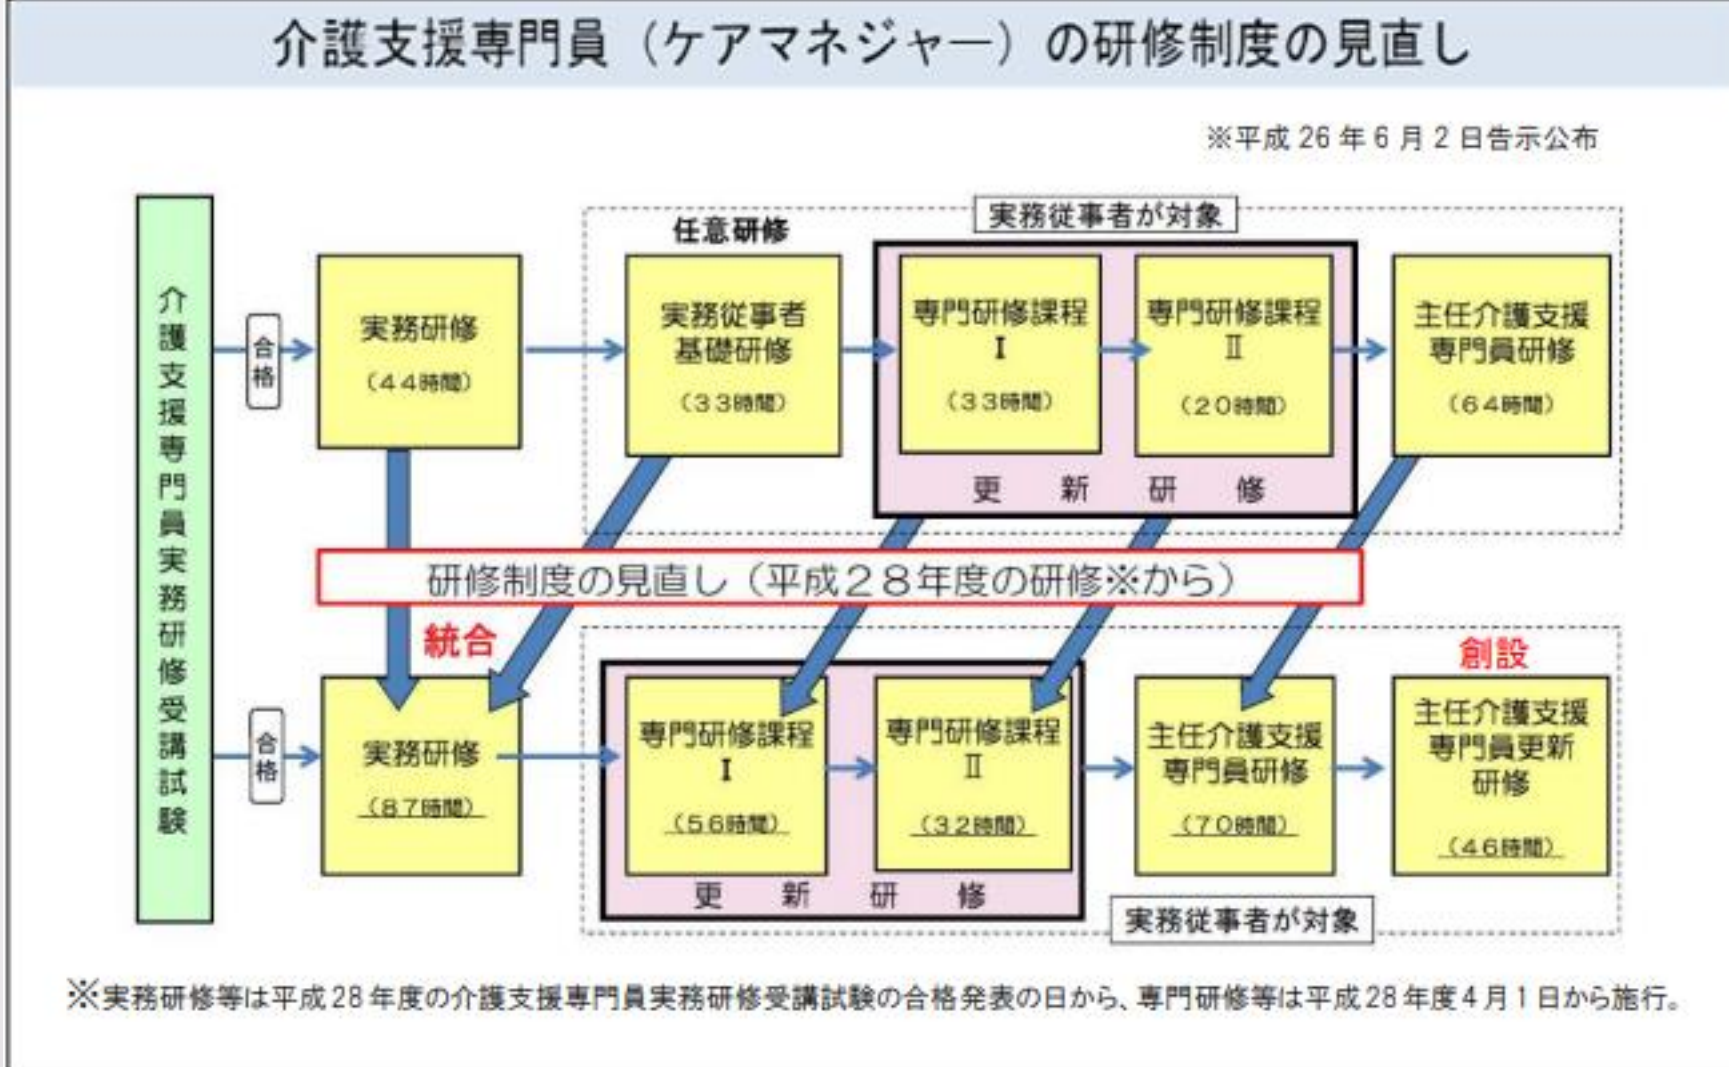 介護支援専門員（ケアマネジャー）の研修制度の見直し
※平成26年6月2日告示公布
介護支援専門員実務研修受講試験
合格
実務研修
（44時間）
任意研修
実務従事者
基礎研修
（33時間）
実務従事者が対象
専門研修課程
Ⅰ
（33時間）
専門研修課程
Ⅱ
（20時間）
更新研修
主任介護支援
専門員研修
（64時間）
研修制度の見直し（平成28年度の研修※から）
統合
創設
合格
実務研修
（87時間）
専門研修課程
Ⅰ
（56時間）
専門研修課程
Ⅱ
（32時間）
更新研修
主任介護支援
専門員研修
（70時間）
主任介護支援
専門員更新
研修
（46時間）
実務従事者が対象
※実務研修等は平成28年度の介護支援専門員実務研修受講試験の合格発表の日から、専門研修等は平成28年度4月1日から施行。